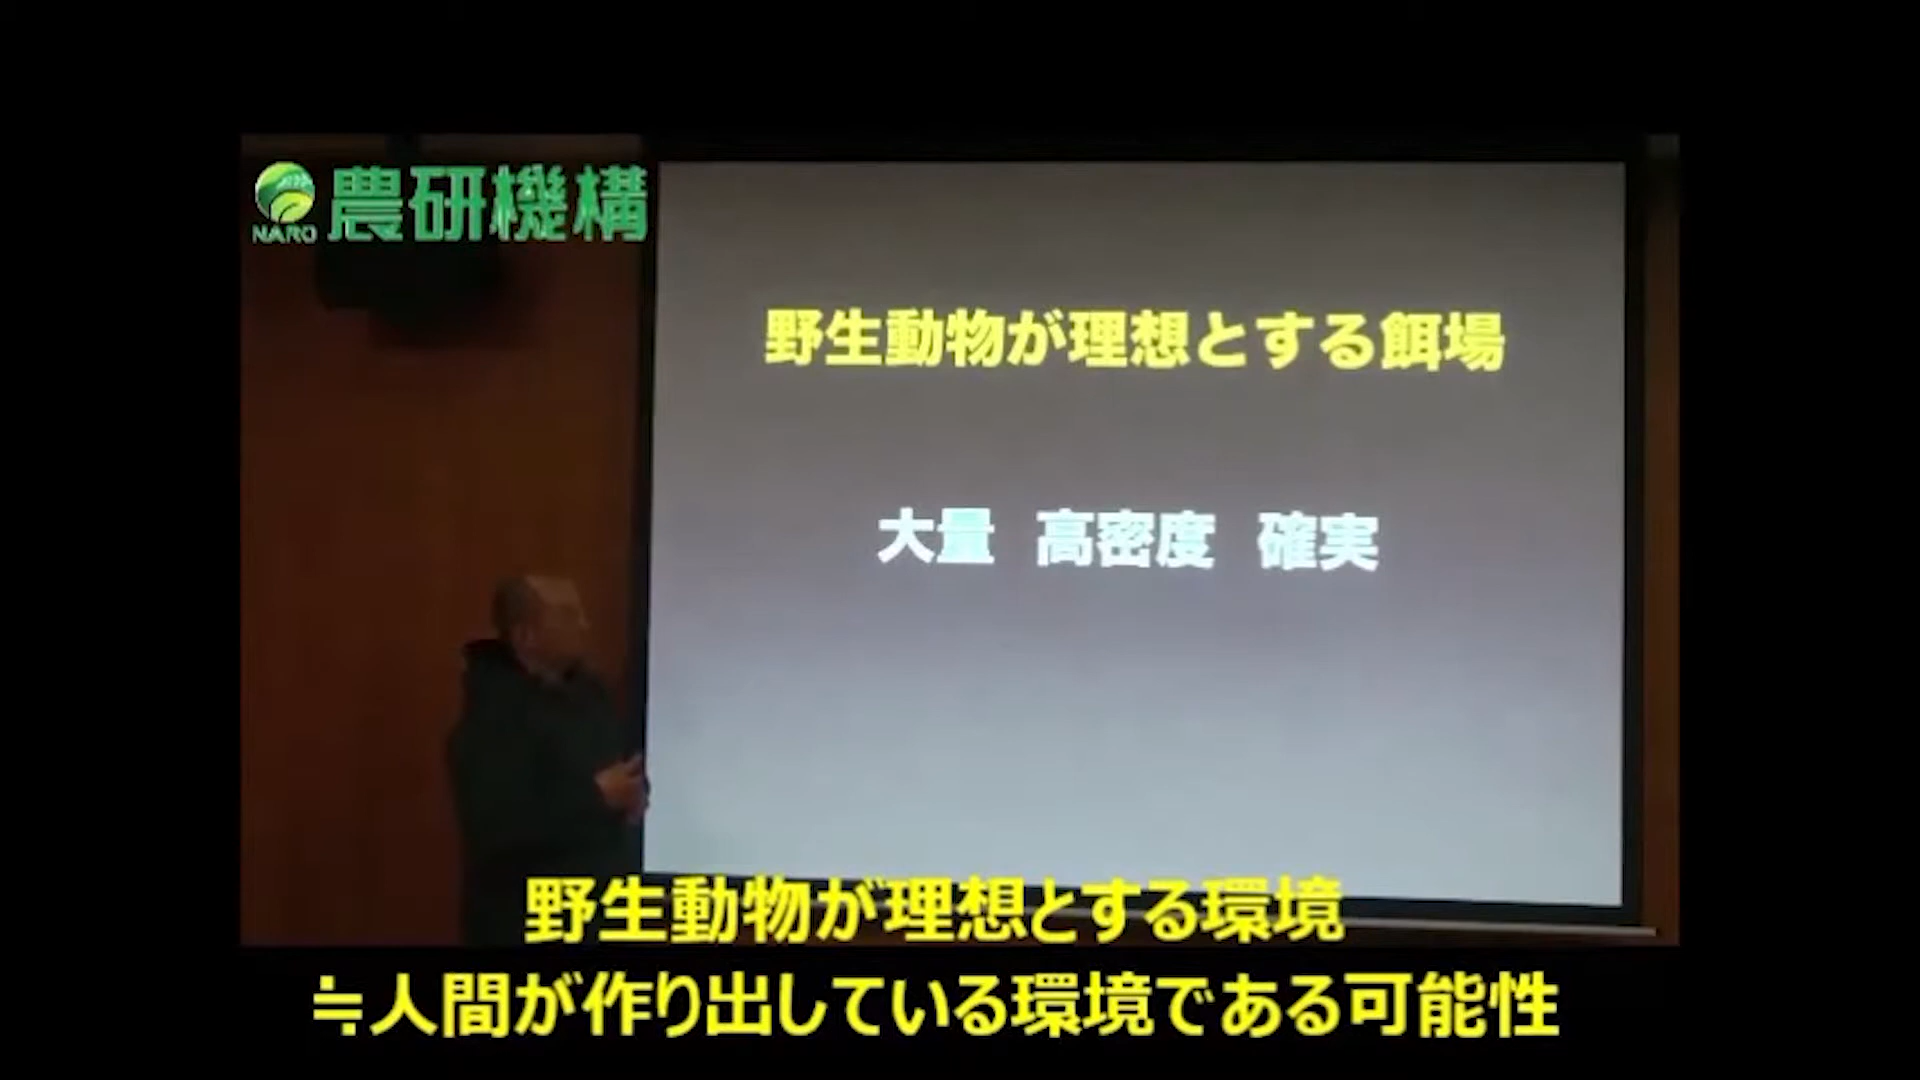 農研機構
NARO
野生動物が理想とする餌場
大量 高密度 確実
野生動物が理想とする環境
≒人間が作り出している環境である可能性